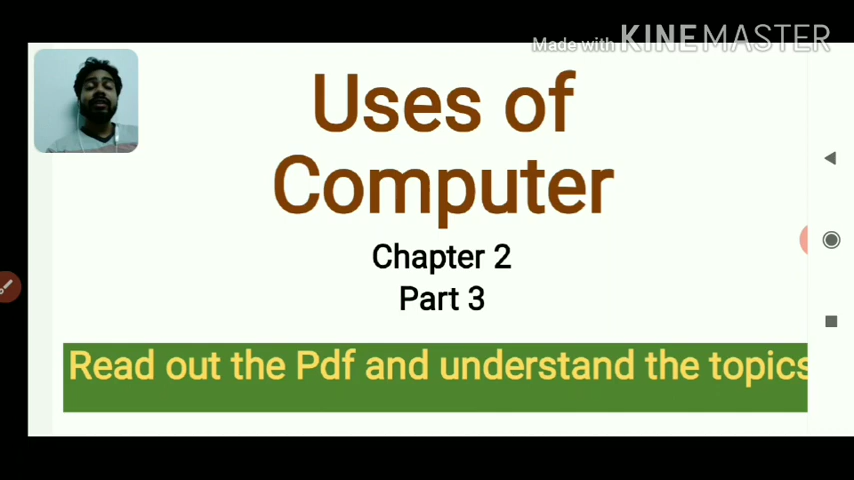 Made with KINEMASTER
Uses of
Computer
Chapter 2
Part 3
Read out the Pdf and understand the topics